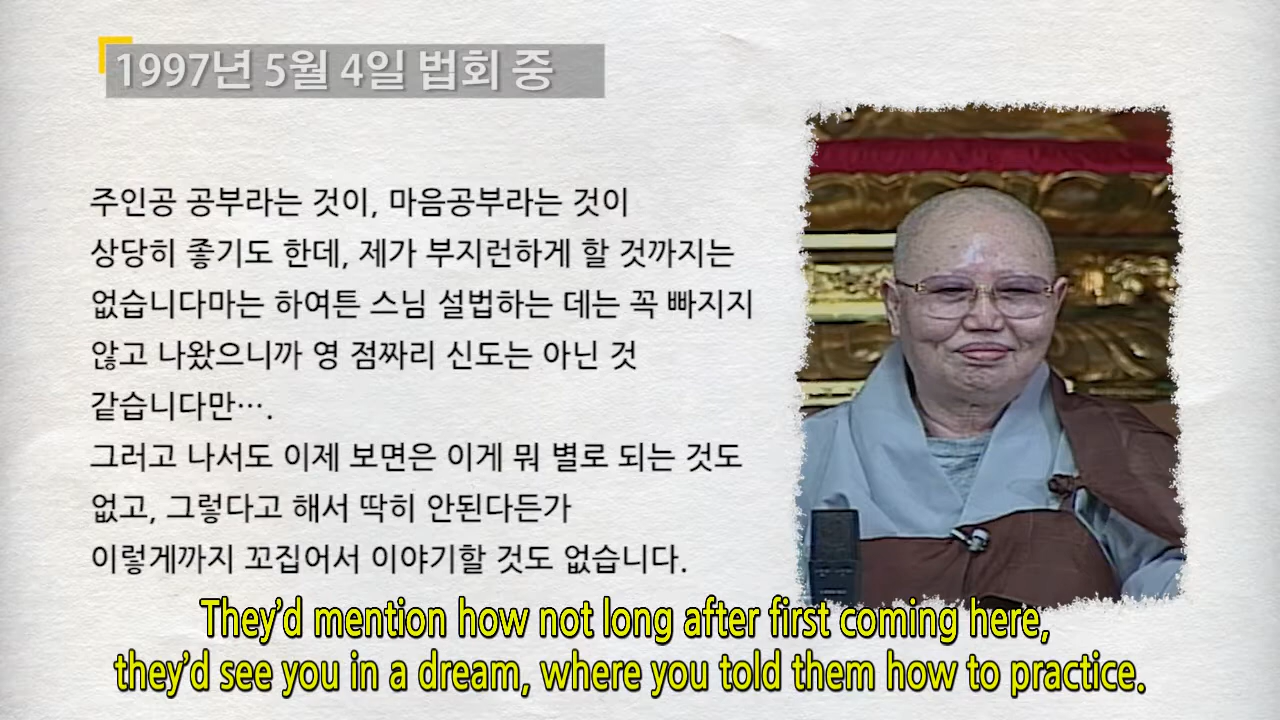 1997년 5월 4일 법회 중
주인공 공부라는 것이, 마음공부라는 것이
상당히 좋기도 한데, 제가 부지런하게 할 것까지는
없습니다마는 하여튼 스님 설법하는 데는 꼭 빠지지
않고 나왔으니까 영 점짜리 신도는 아닌 것
같습니다만….
그러고 나서도 이제 보면은 이게 뭐 별로 되는 것도
없고, 그렇다고 해서 딱히 안된다든가
이렇게까지 꼬집어서 이야기할 것도 없습니다.
They’d mention how not long after first coming here,
they’d see you in a dream, where you told them how to practice.